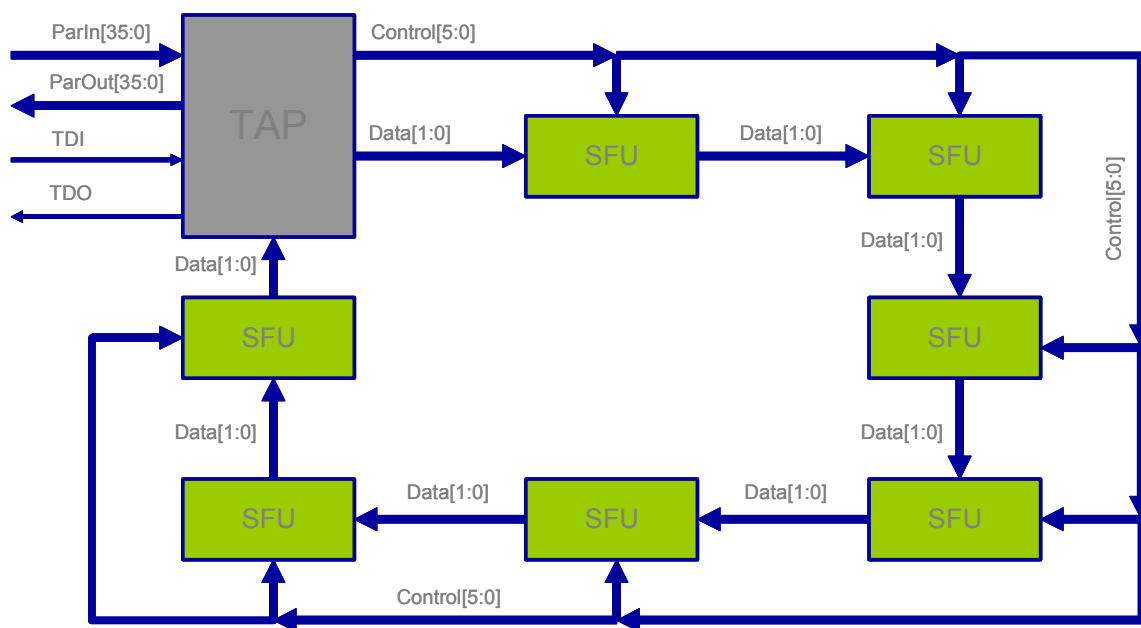 ParIn[35:0]
Control[5:0]
ParOut[35:0]
TAP
TDI
Data[1:0]
SFU
Data[1:0]
SFU
TDO
Control[5:0]
Data[1:0]
Data[1:0]
SFU
SFU
Data[1:0]
Data[1:0]
Data[1:0]
Data[1:0]
SFU
SFU
SFU
Control[5:0]